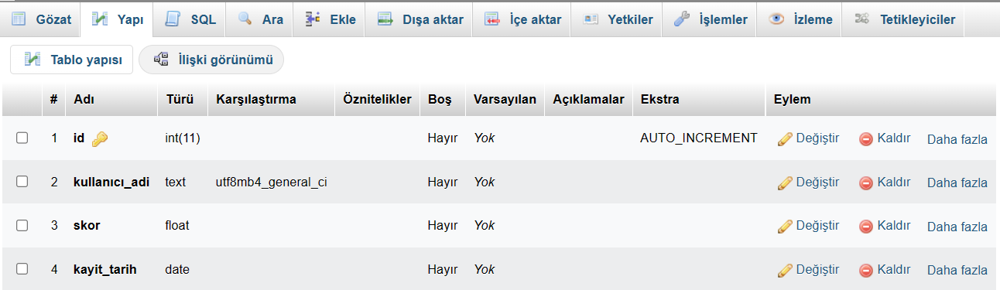 Gözat Yapı SQL Ara Ekle Dışa aktar İçe aktar Yetkiler İşlemler İzleme Tetikleyiciler
Tablo yapısı İlişki görünümü
# Adı Türü Karşılaştırma Öznitelikler Boş Varsayılan Açıklamalar Ekstra Eylem
1 id int(11) Hayır Yok AUTO_INCREMENT Değiştir Kaldır Daha fazla
2 kullanıcı_adi text utf8mb4_general_ci Hayır Yok Değiştir Kaldır Daha fazla
3 skor float Hayır Yok Değiştir Kaldır Daha fazla
4 kayit_tarih date Hayır Yok Değiştir Kaldır Daha fazla